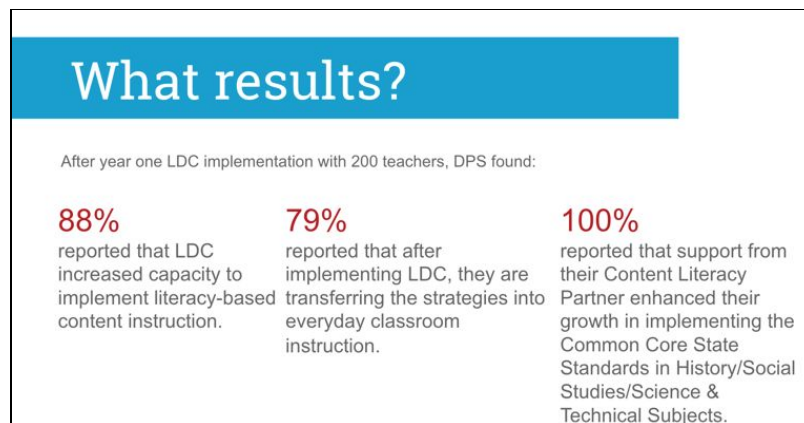 What results?
After year one LDC implementation with 200 teachers, DPS found:
88%
reported that LDC
increased capacity to
implement literacy-based
content instruction.
79%
reported that after
implementing LDC, they are
transferring the strategies into
everyday classroom
instruction.
100%
reported that support from
their Content Literacy
Partner enhanced their
growth in implementing the
Common Core State
Standards in History/Social
Studies/Science &
Technical Subjects.